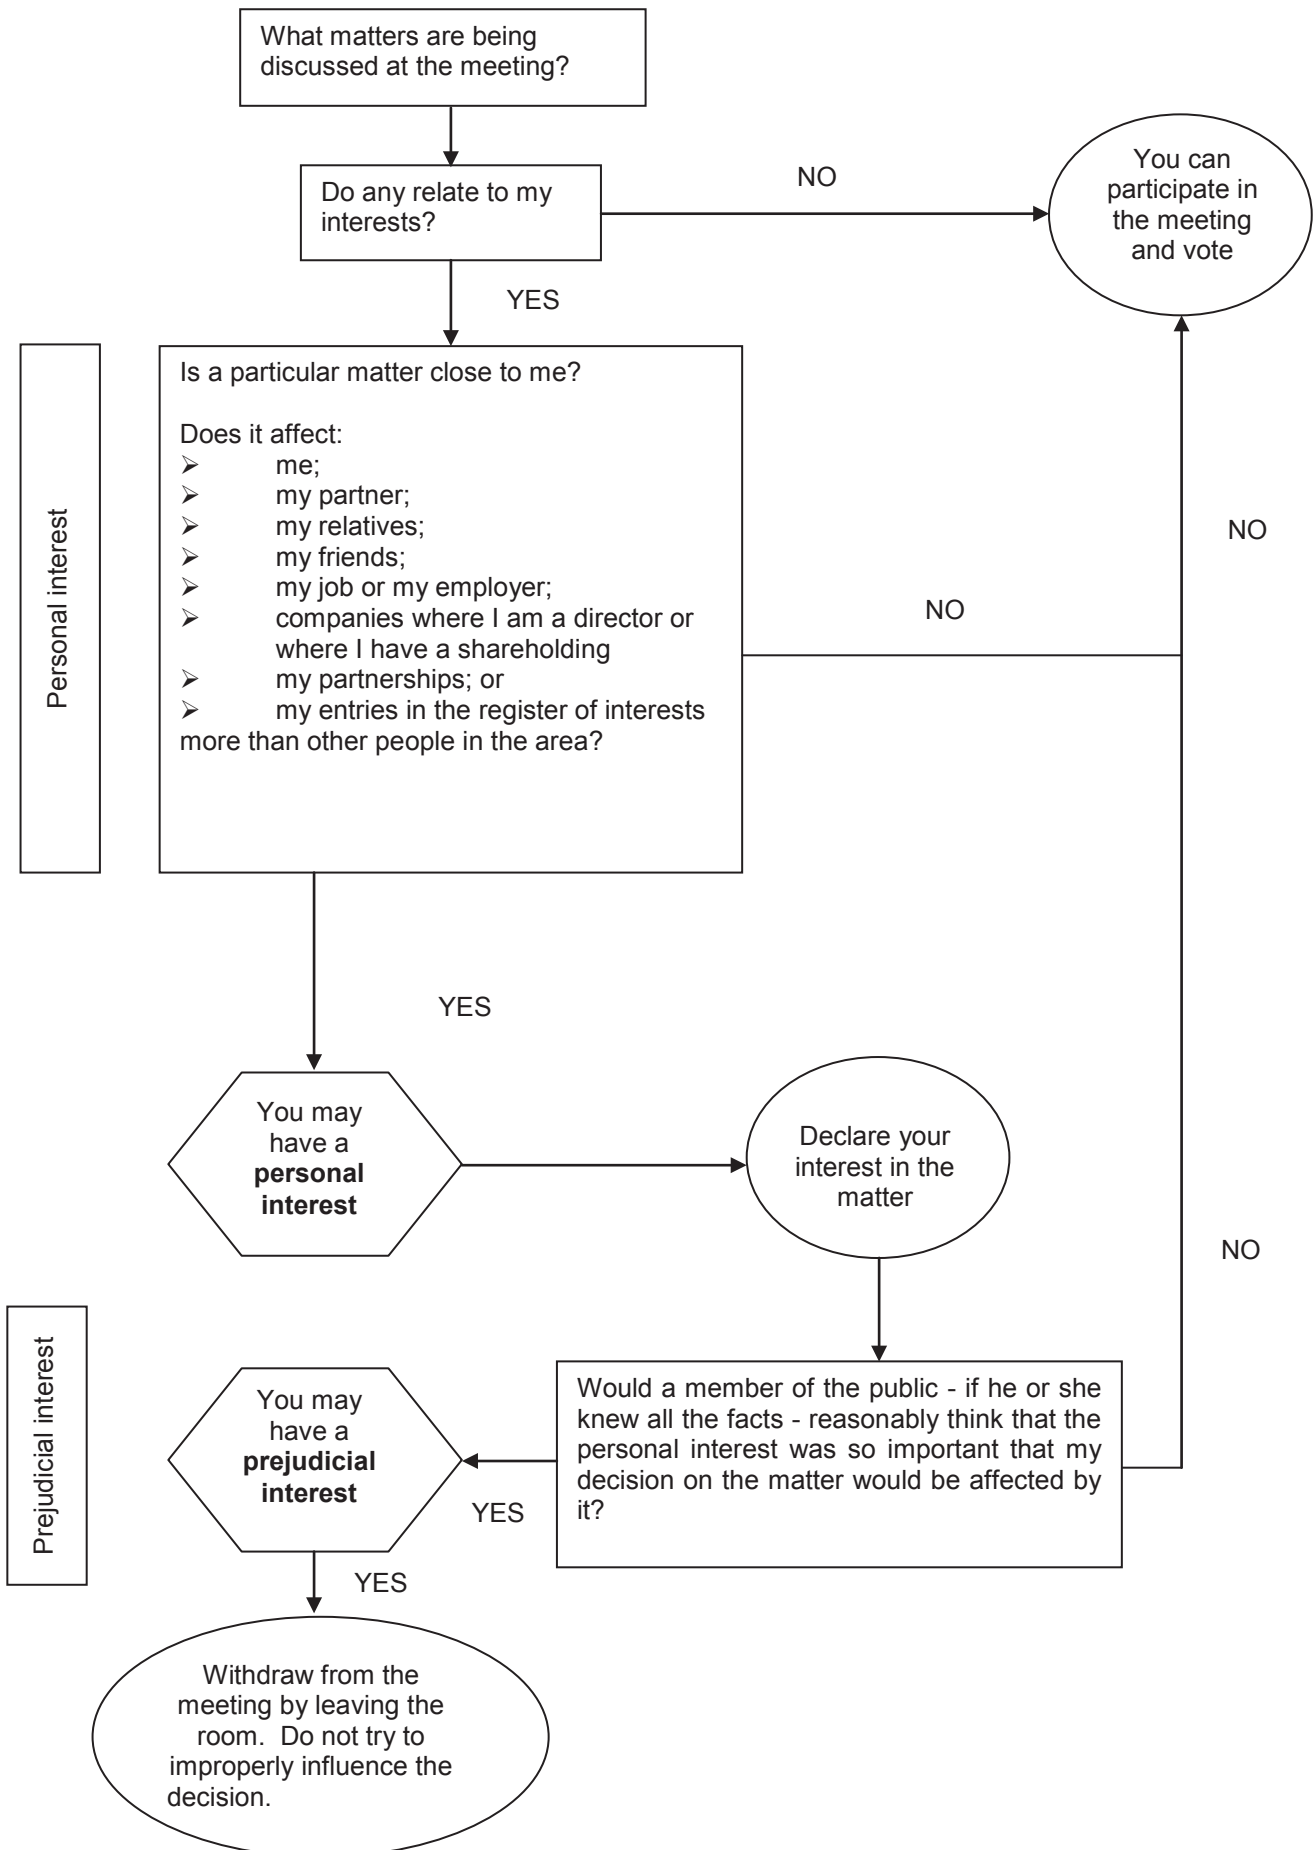 What matters are being
discussed at the meeting?
Do any relate to my
interests?
NO
You can
participate in
the meeting
and vote
YES
Personal interest
Is a particular matter close to me?
Does it affect:
➢ me;
➢ my partner;
➢ my relatives;
➢ my friends;
➢ my job or my employer;
➢ companies where I am a director or
where I have a shareholding
➢ my partnerships; or
➢ my entries in the register of interests
more than other people in the area?
NO
NO
YES
You may
have a
personal
interest
Declare your
interest in the
matter
NO
Prejudicial interest
You may
have a
prejudicial
interest
YES
Would a member of the public - if he or she
knew all the facts - reasonably think that the
personal interest was so important that my
decision on the matter would be affected by
it?
YES
Withdraw from the
meeting by leaving the
room. Do not try to
improperly influence the
decision.